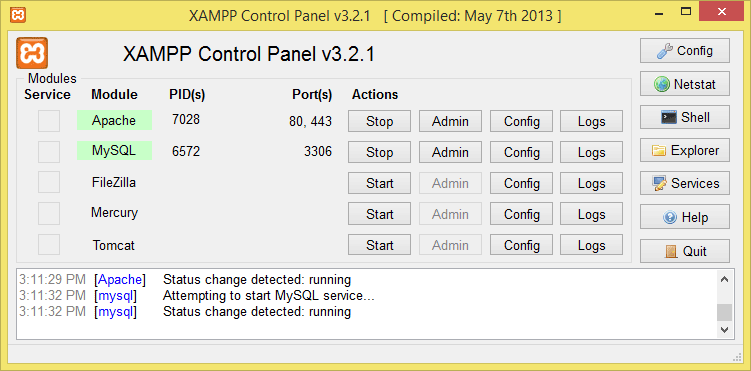 XAMPP Control Panel v3.2.1 [ Compiled: May 7th 2013 ]
XAMPP Control Panel v3.2.1
Config
Modules
Service Module PID(s) Port(s) Actions
Netstat
Apache 7028 80, 443 Stop Admin Config Logs
Shell
MySQL 6572 3306 Stop Admin Config Logs
Explorer
FileZilla Start Admin Config Logs
Services
Mercury Start Admin Config Logs
Help
Tomcat Start Admin Config Logs
Quit
3:11:29 PM [Apache] Status change detected: running
3:11:32 PM [mysql] Attempting to start MySQL service...
3:11:32 PM [mysql] Status change detected: running